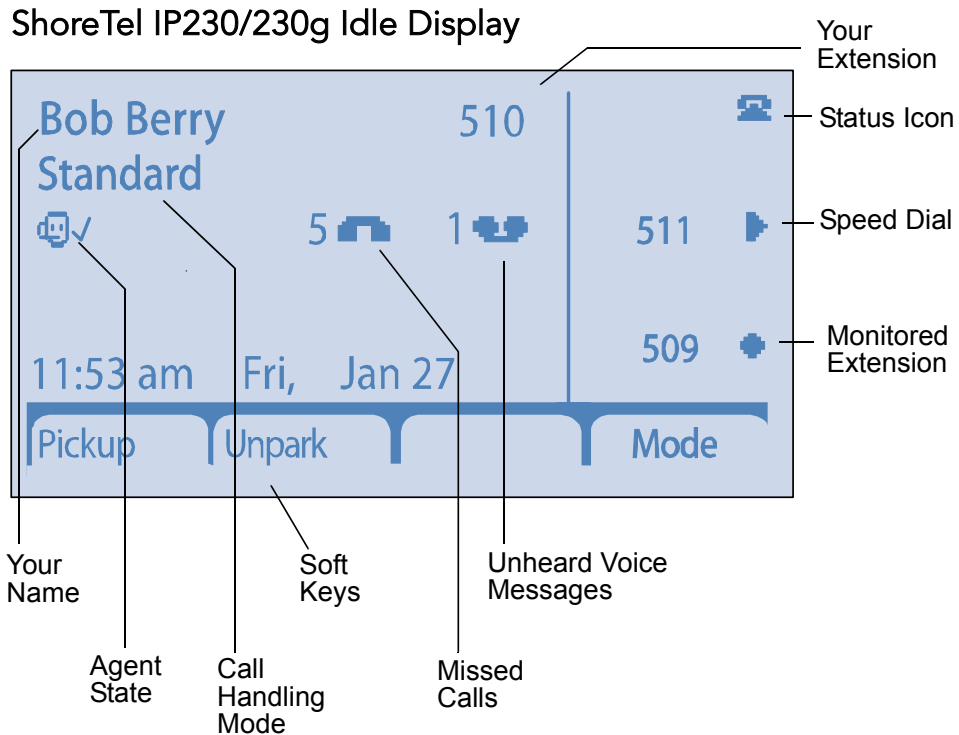 ShoreTel IP230/230g Idle Display
Your
Extension
Bob Berry 510
Status Icon
Standard
5 1 511
Speed Dial
509
Monitored
Extension
11:53 am Fri, Jan 27
Pickup Unpark Mode
Your
Name
Soft
Keys
Unheard Voice
Messages
Agent
State
Call
Handling
Mode
Missed
Calls